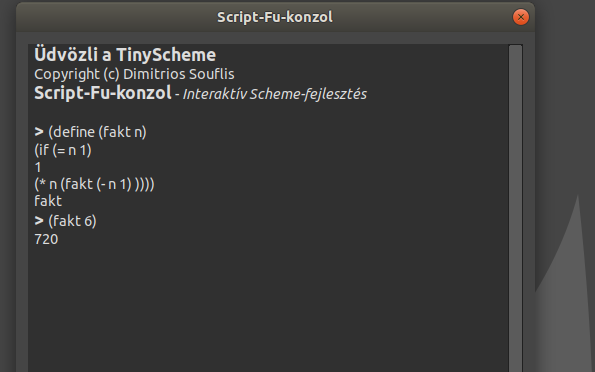 Script-Fu-konzol
Üdvözli a TinyScheme
Copyright (c) Dimitrios Souflis
Script-Fu-konzol - Interaktív Scheme-fejlesztés
> (define (fakt n)
(if (= n 1)
1
(* n (fakt (- n 1) ))))
fakt
> (fakt 6)
720